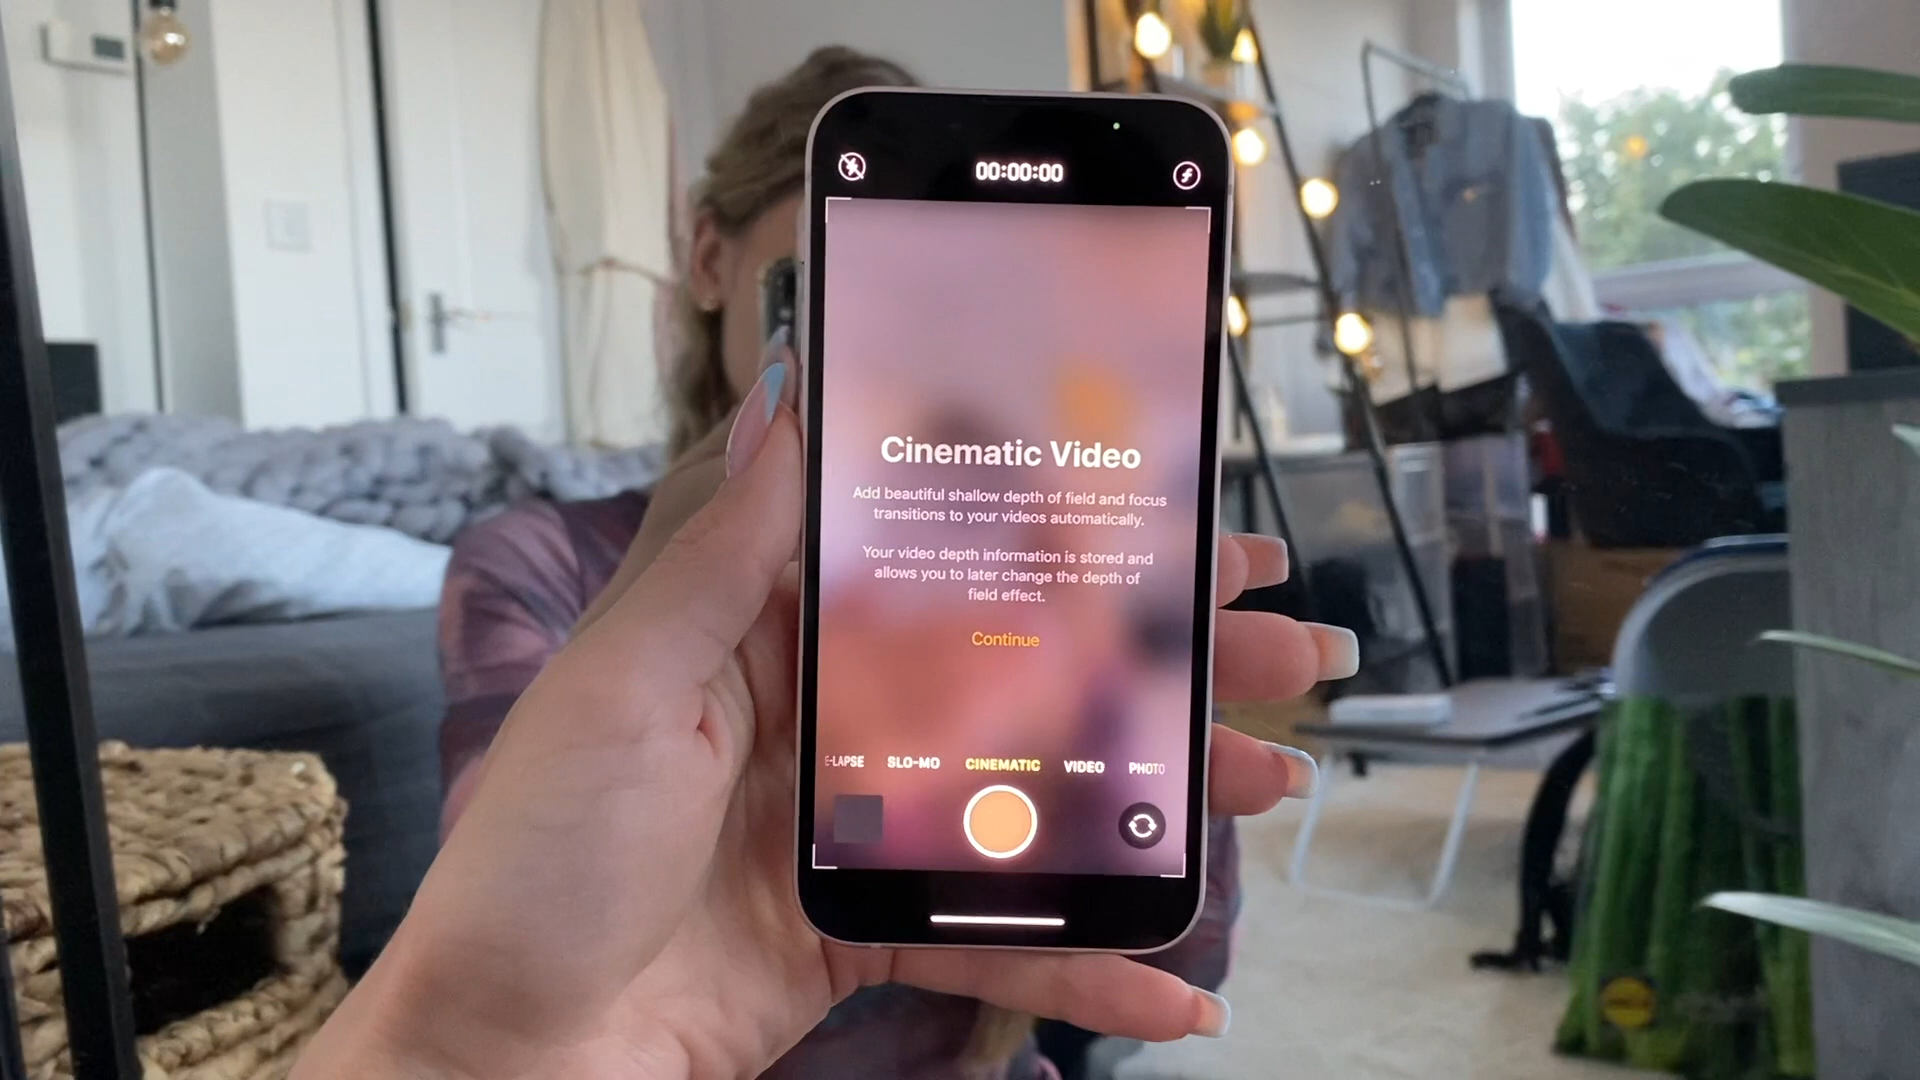 00:00:00
Cinematic Video
Add beautiful shallow depth of field and focus
transitions to your videos automatically.
Your video depth information is stored and
allows you to later change the depth of
field effect.
Continue
E-LAPSE SLO-MO CINEMATIC VIDEO PHOTO